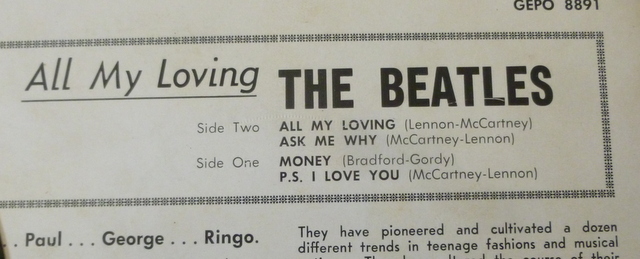 GEPO 8891
All My Loving THE BEATLES
Side Two ALL MY LOVING (Lennon-McCartney)
ASK ME WHY (McCartney-Lennon)
Side One MONEY (Bradford-Gordy)
P.S. I LOVE YOU (McCartney-Lennon)
. . Paul . . . George . . . Ringo.
They have pioneered and cultivated a dozen
different trends in teenage fashions and musical